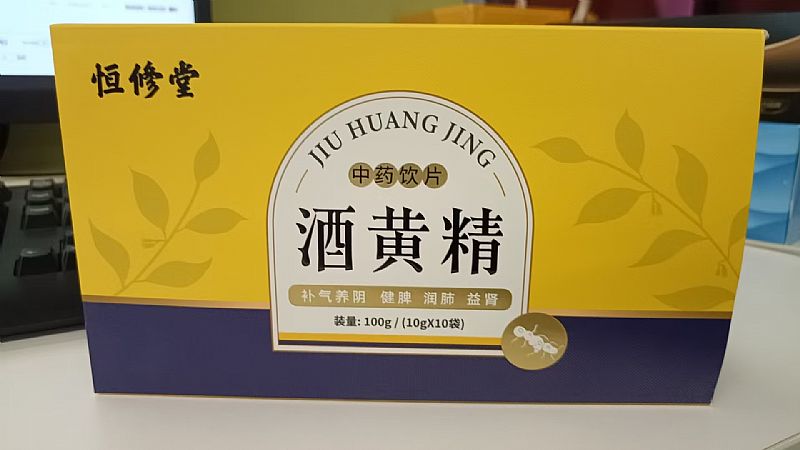 恒修堂
JIU HUANG JING
中药饮片
酒黄精
补气养阴 健脾 润肺 益肾
装量: 100g / (10gX10袋)